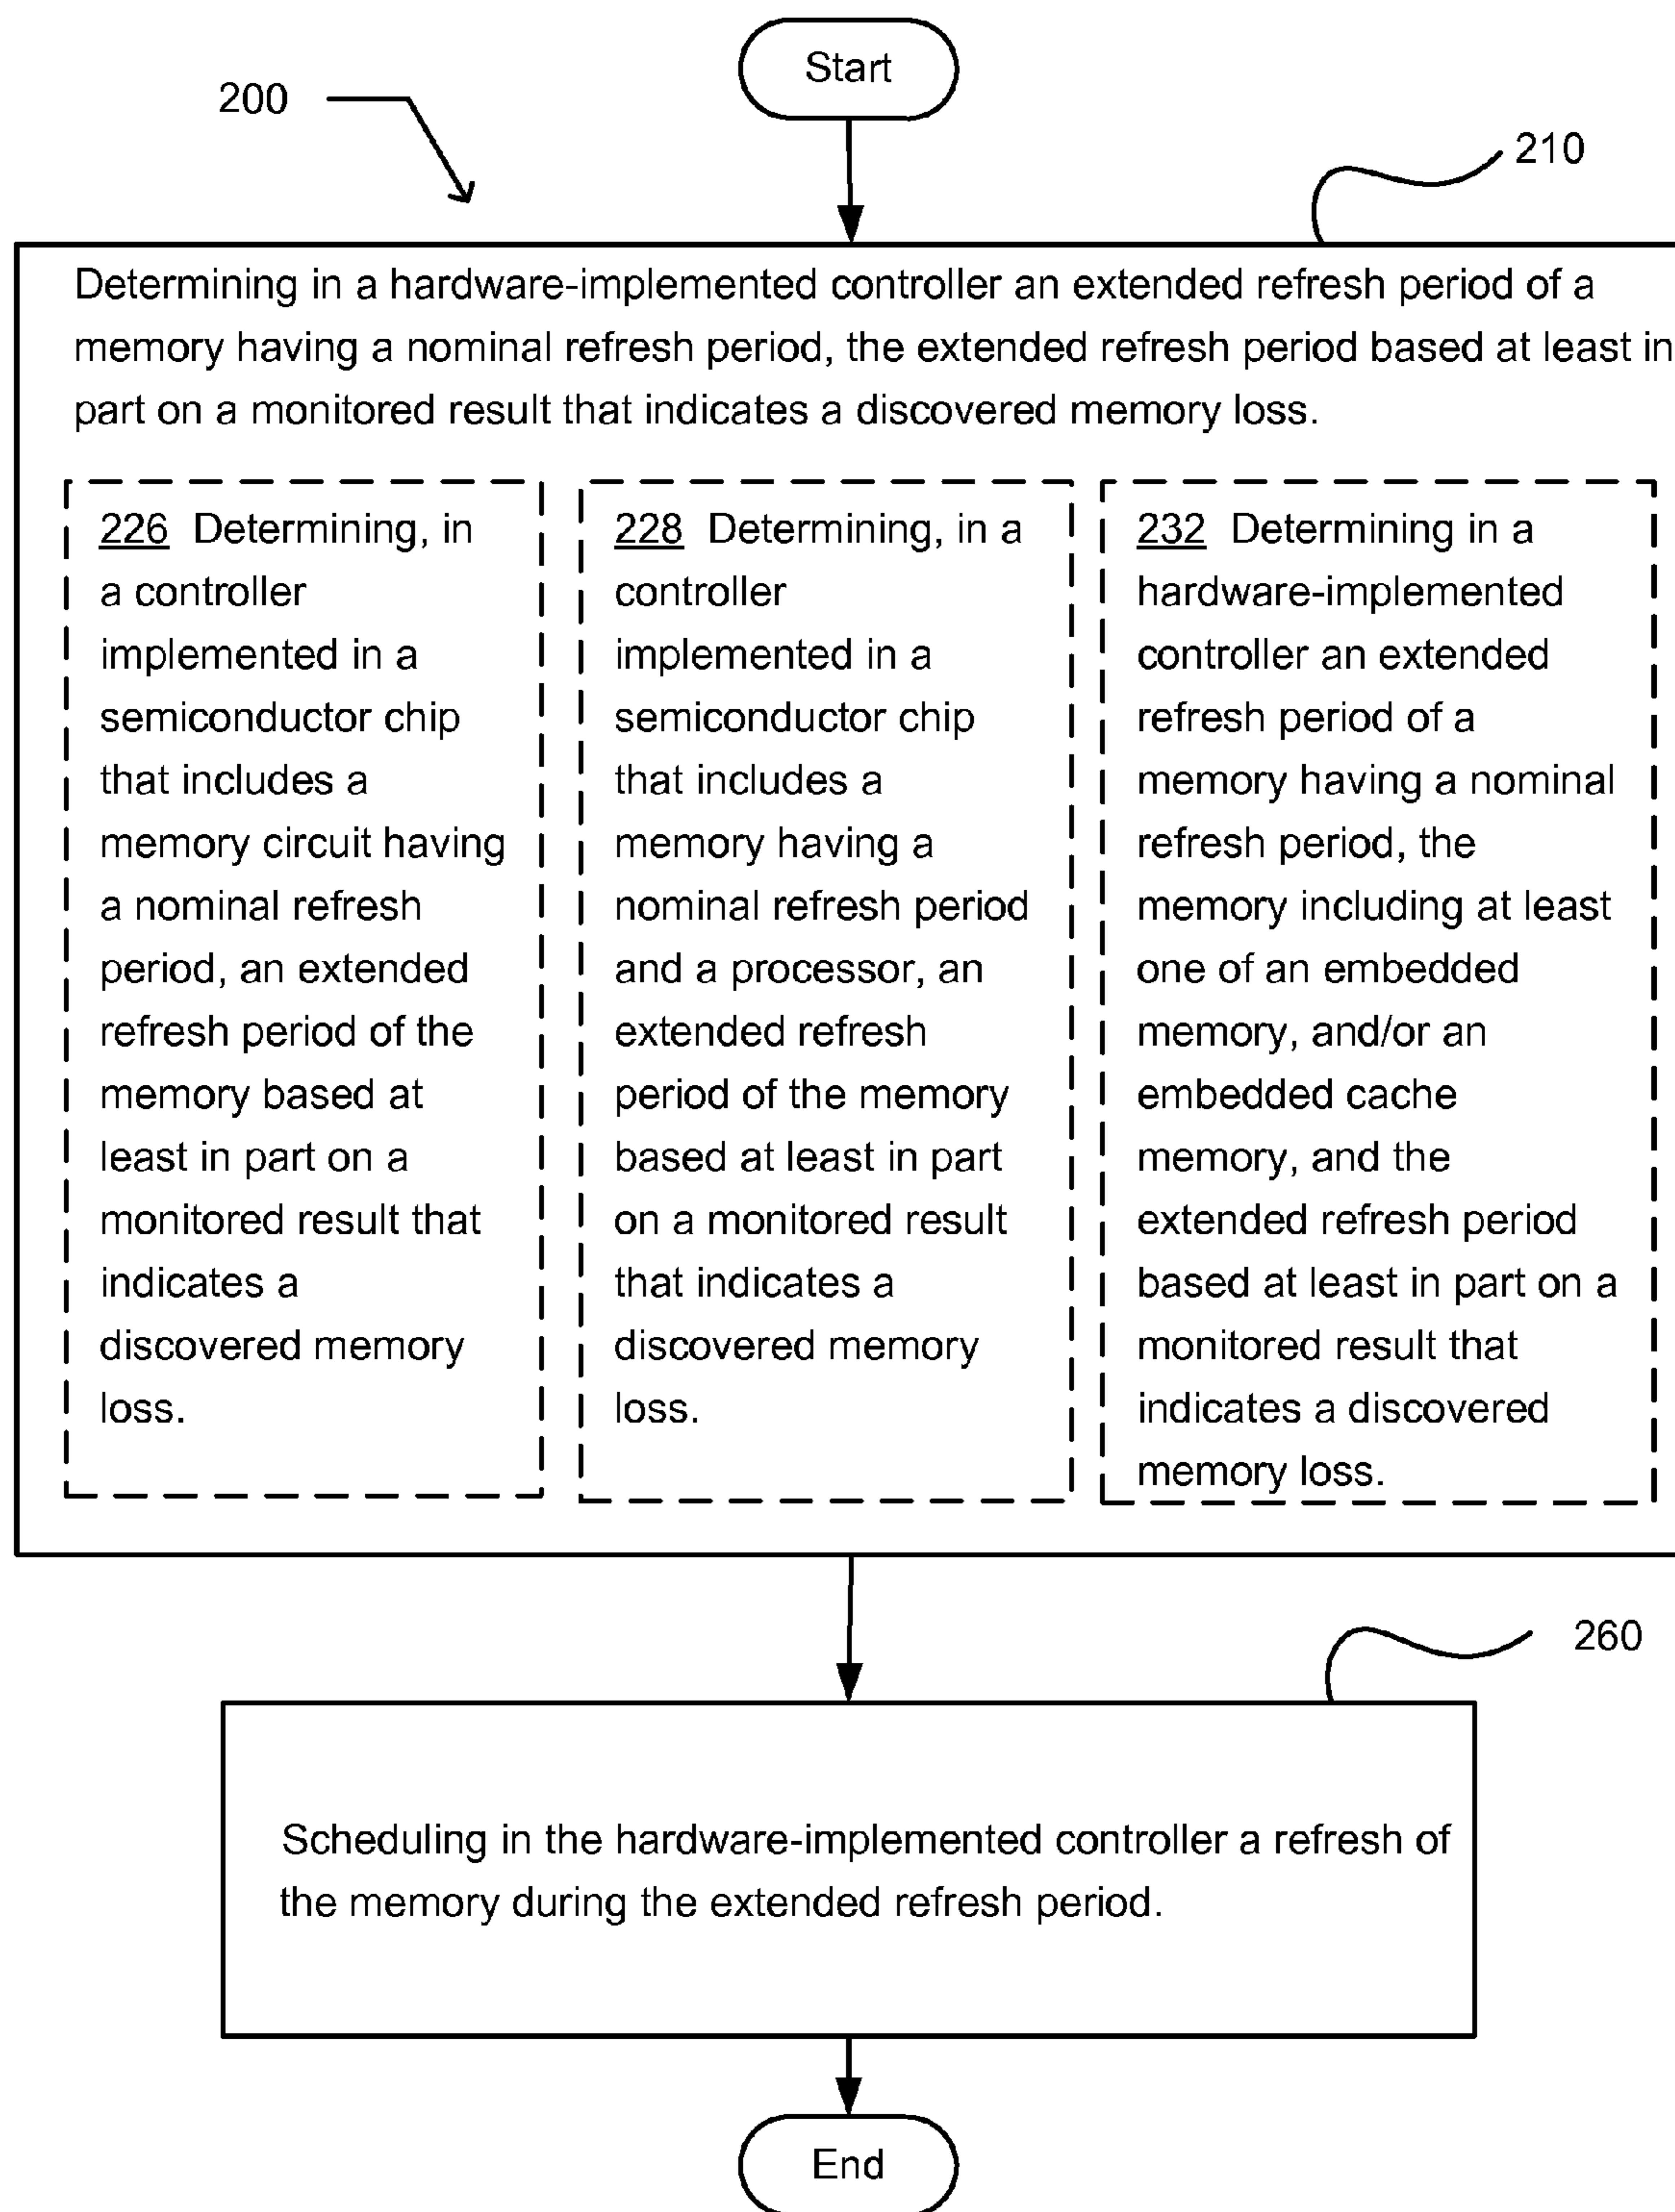 Start
200
210
Determining in a hardware-implemented controller an extended refresh period of a
memory having a nominal refresh period, the extended refresh period based at least in
part on a monitored result that indicates a discovered memory loss.
226 Determining, in
a controller
implemented in a
semiconductor chip
that includes a
memory circuit having
a nominal refresh
period, an extended
refresh period of the
memory based at
least in part on a
monitored result that
indicates a
discovered memory
loss.
228 Determining, in a
controller
implemented in a
semiconductor chip
that includes a
memory having a
nominal refresh period
and a processor, an
extended refresh
period of the memory
based at least in part
on a monitored result
that indicates a
discovered memory
loss.
232 Determining in a
hardware-implemented
controller an extended
refresh period of a
memory having a nominal
refresh period, the
memory including at least
one of an embedded
memory, and/or an
embedded cache
memory, and the
extended refresh period
based at least in part on a
monitored result that
indicates a discovered
memory loss.
260
Scheduling in the hardware-implemented controller a refresh of
the memory during the extended refresh period.
End